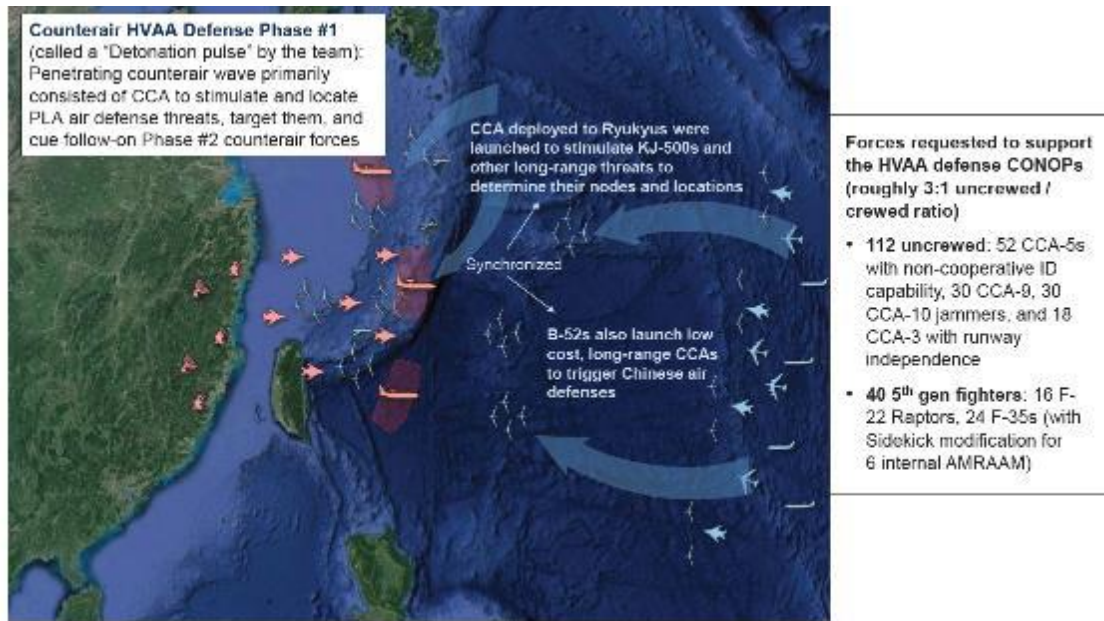 Counterair HVAA Defense Phase #1
(called a "Detonation pulse" by the team):
Penetrating counterair wave primarily
consisted of CCA to stimulate and locate
PLA air defense threats, target them, and
cue follow-on Phase #2 counterair forces
CCA deployed to Ryukyus were
launched to stimulate KJ-500s and
other long-range threats to
determine their nodes and locations
Synchronized
B-52s also launch low
cost, long-range CCAs
to trigger Chinese air
defenses
Forces requested to support
the HVAA defense CONOPs
(roughly 3:1 uncrewed /
crewed ratio)
• 112 uncrewed: 52 CCA-5s
with non-cooperative ID
capability, 30 CCA-9, 30
CCA-10 jammers, and 18
CCA-3 with runway
independence
• 40 5th gen fighters: 16 F-
22 Raptors, 24 F-35s (with
Sidekick modification for
6 internal AMRAAM)